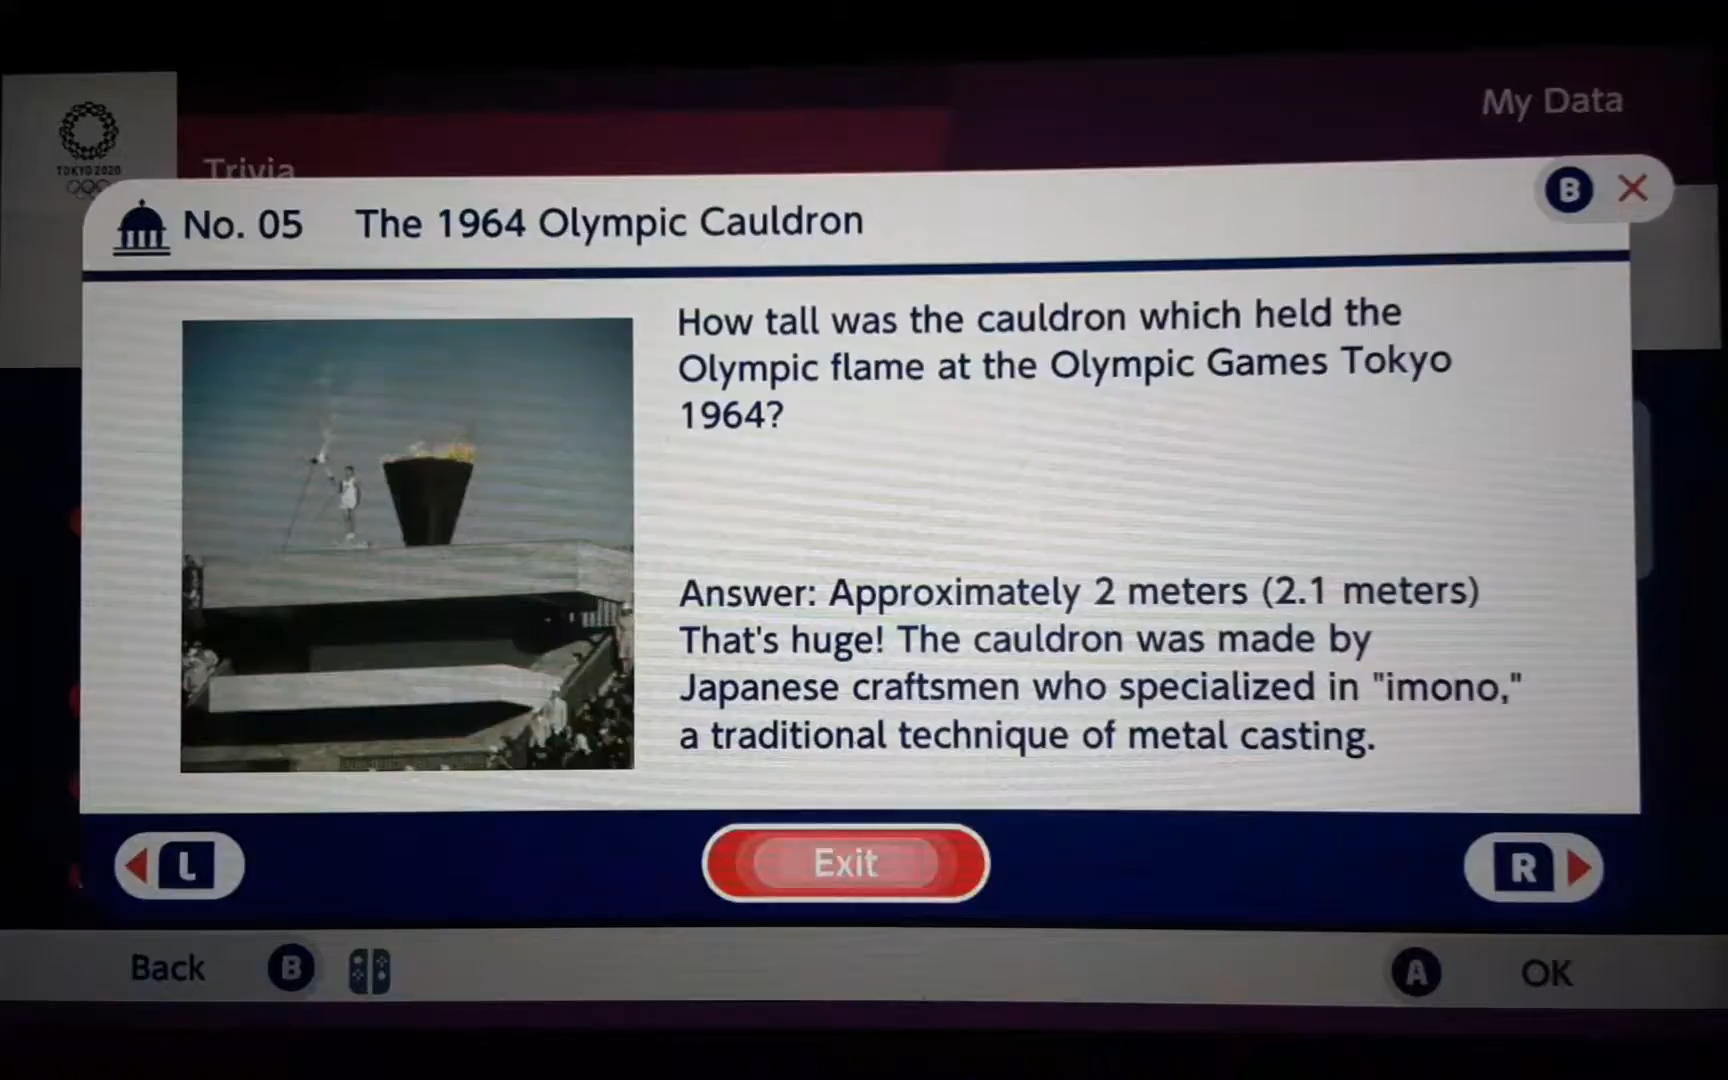 My Data
TOKYO 2020
Trivia
B
No. 05 The 1964 Olympic Cauldron
How tall was the cauldron which held the
Olympic flame at the Olympic Games Tokyo
1964?
Answer: Approximately 2 meters (2.1 meters)
That's huge! The cauldron was made by
Japanese craftsmen who specialized in "imono,"
a traditional technique of metal casting.
L
Exit
R
Back B
A OK